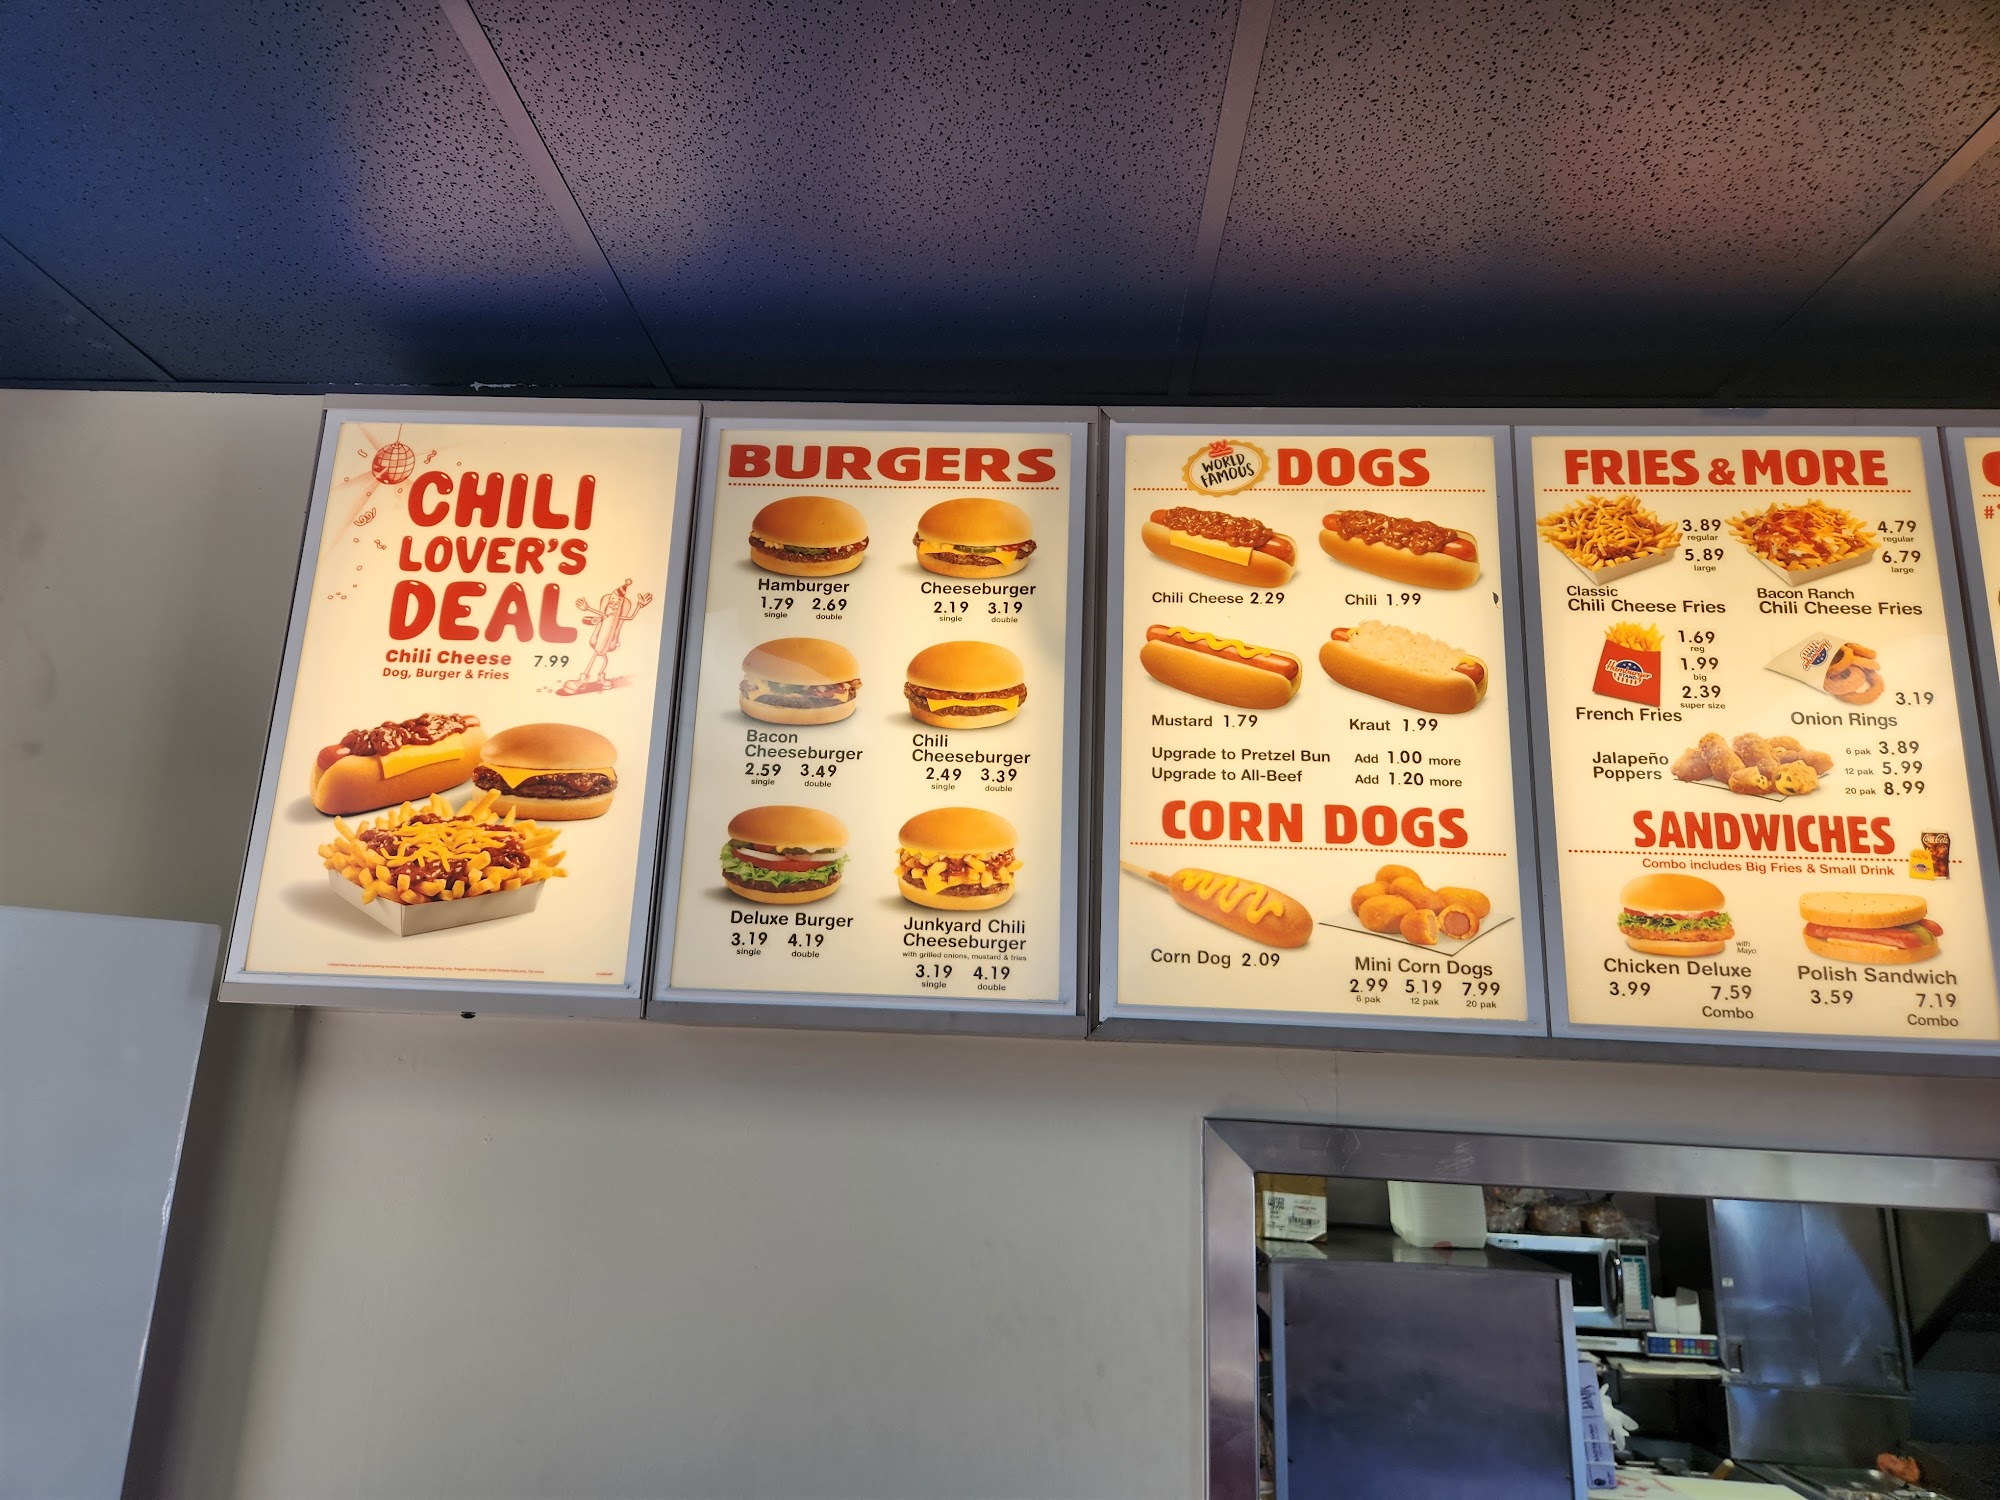 CHILI
LOVER'S
DEAL
Chili Cheese 7.99
Dog, Burger & Fries
BURGERS
Hamburger
1.79 2.69
single double
Cheeseburger
2.19 3.19
single double
Bacon
Cheeseburger
2.59 3.49
single double
Chili
Cheeseburger
2.49 3.39
single double
Deluxe Burger
3.19 4.19
single double
Junkyard Chili
Cheeseburger
with grilled onions, mustard & fries
3.19 4.19
single double
WORLD
FAMOUS
DOGS
Chili Cheese 2.29
Chili 1.99
Mustard 1.79
Kraut 1.99
Upgrade to Pretzel Bun Add 1.00 more
Upgrade to All-Beef Add 1.20 more
CORN DOGS
Corn Dog 2.09
Mini Corn Dogs
2.99 5.19 7.99
6 pak 12 pak 20 pak
FRIES & MORE
3.89
regular
5.89
large
Classic
Chili Cheese Fries
4.79
regular
6.79
large
Bacon Ranch
Chili Cheese Fries
1.69
reg
1.99
big
2.39
super size
French Fries
3.19
Onion Rings
Jalapeño
Poppers
6 pak 3.89
12 pak 5.99
20 pak 8.99
SANDWICHES
Combo includes Big Fries & Small Drink
with
Mayo
Chicken Deluxe
3.99 7.59
Combo
Polish Sandwich
3.59 7.19
Combo